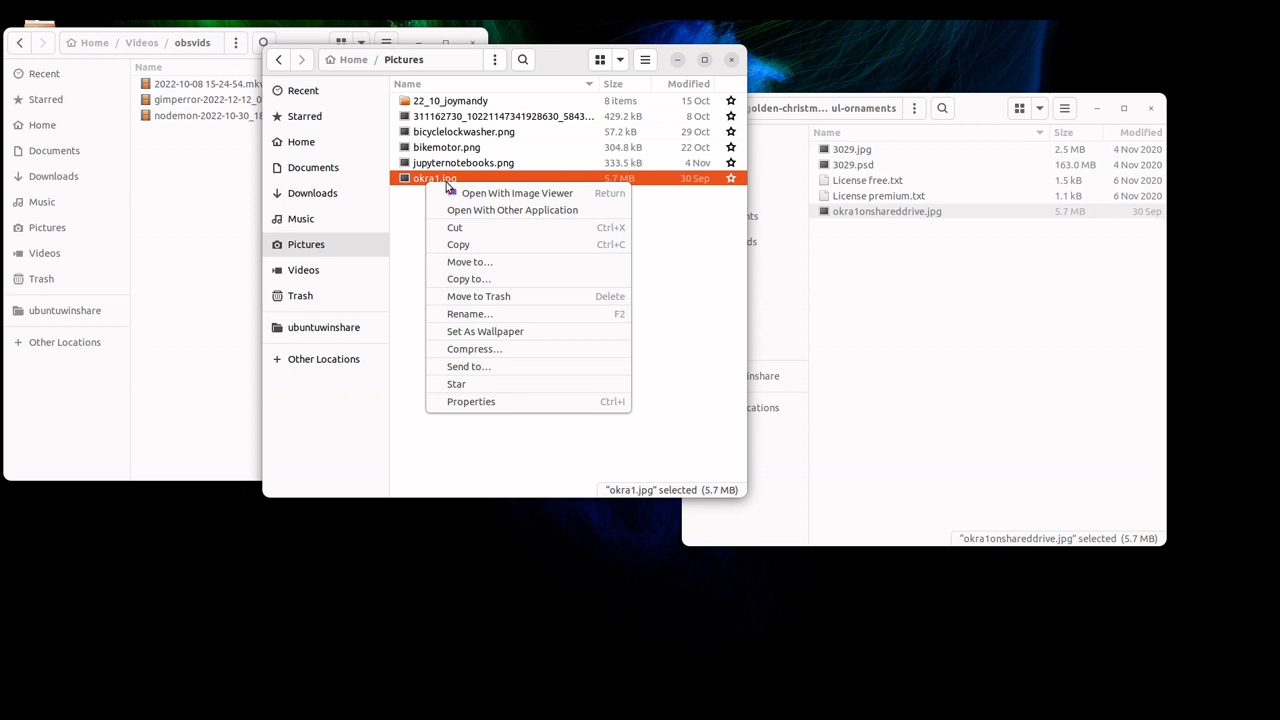 Home / Videos / obsvids
Recent
Starred
Home
Documents
Downloads
Music
Pictures
Videos
Trash
ubuntuwinshare
Other Locations
Name
2022-10-08 15-24-54.mkv
gimperror-2022-12-12_0
nodemon-2022-10-30_18
Home / Pictures
Recent
Starred
Home
Documents
Downloads
Music
Pictures
Videos
Trash
ubuntuwinshare
Other Locations
Name Size Modified
22_10_joymandy 8 items 15 Oct
311162730_10221147341928630_5843... 429.2 kB 8 Oct
bicyclelockwasher.png 57.2 kB 29 Oct
bikemotor.png 304.8 kB 22 Oct
jupyternotebooks.png 333.5 kB 4 Nov
okra1.jpg 5.7 MB 30 Sep
Open With Image Viewer Return
Open With Other Application
Cut Ctrl+X
Copy Ctrl+C
Move to…
Copy to…
Move to Trash Delete
Rename… F2
Set As Wallpaper
Compress…
Send to…
Star
Properties Ctrl+I
"okra1.jpg" selected (5.7 MB)
golden-christm... ul-ornaments
nts
ds
inshare
cations
Name Size Modified
3029.jpg 2.5 MB 4 Nov 2020
3029.psd 163.0 MB 4 Nov 2020
License free.txt 1.5 kB 6 Nov 2020
License premium.txt 1.1 kB 6 Nov 2020
okra1onshareddrive.jpg 5.7 MB 30 Sep
"okra1onshareddrive.jpg" selected (5.7 MB)